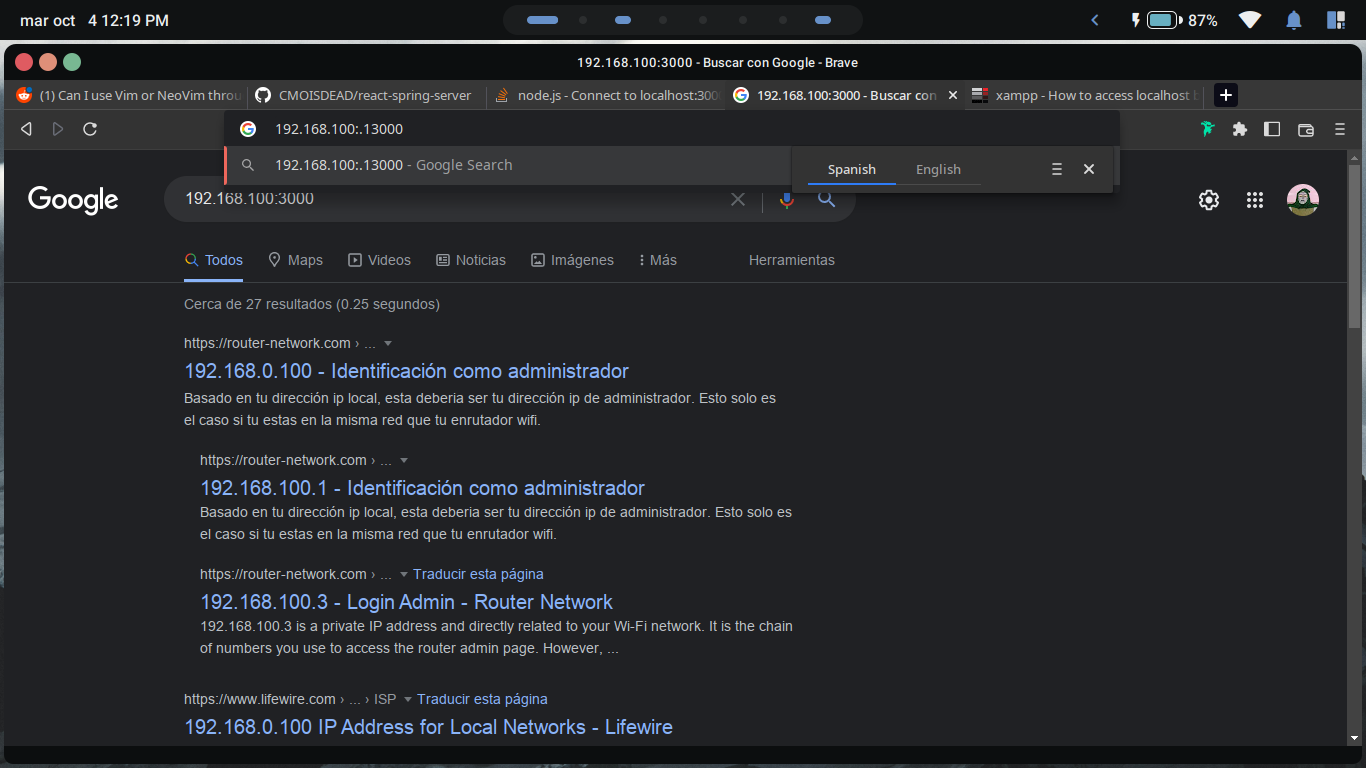 mar oct 4 12:19 PM
87%
192.168.100:3000 - Buscar con Google - Brave
(1) Can I use Vim or NeoVim throu
CMOISDEAD/react-spring-server
node.js - Connect to localhost:300
192.168.100:3000 - Buscar con
xampp - How to access localhost b
192.168.100:.13000
192.168.100:.13000 - Google Search
Spanish
English
Google
192.168.100:3000
Todos
Maps
Videos
Noticias
Imágenes
Más
Herramientas
Cerca de 27 resultados (0.25 segundos)
https://router-network.com › ...
192.168.0.100 - Identificación como administrador
Basado en tu dirección ip local, esta deberia ser tu dirección ip de administrador. Esto solo es
el caso si tu estas en la misma red que tu enrutador wifi.
https://router-network.com › ...
192.168.100.1 - Identificación como administrador
Basado en tu dirección ip local, esta deberia ser tu dirección ip de administrador. Esto solo es
el caso si tu estas en la misma red que tu enrutador wifi.
https://router-network.com › ... Traducir esta página
192.168.100.3 - Login Admin - Router Network
192.168.100.3 is a private IP address and directly related to your Wi-Fi network. It is the chain
of numbers you use to access the router admin page. However, ...
https://www.lifewire.com › ... › ISP Traducir esta página
192.168.0.100 IP Address for Local Networks - Lifewire